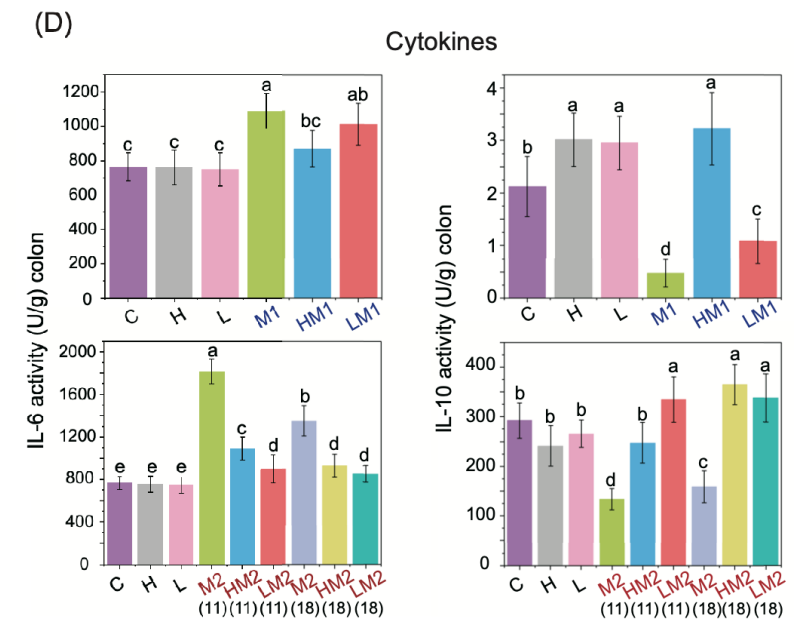 (D)
Cytokines
IL-6 activity (U/g) colon
1200
1000
800
600
400
200
0
c c c a bc ab
C H L M1 HM1 LM1
2000
1600
1200
800
400
0
e e e a c d b d d
C H L M2 HM2 LM2 M2 HM2 LM2
(11) (11) (11) (18) (18) (18)
IL-10 activity (U/g) colon
4
3
2
1
0
b a a d a c
C H L M1 HM1 LM1
400
300
200
100
0
b b b d b a c a a
C H L M2 HM2 LM2 M2 HM2 LM2
(11) (11) (11) (18) (18) (18)